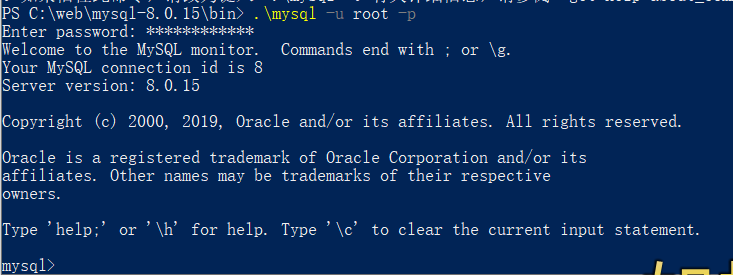 PS C:\web\mysql-8.0.15\bin> .\mysql -u root -p
Enter password: ************
Welcome to the MySQL monitor.  Commands end with ; or \g.
Your MySQL connection id is 8
Server version: 8.0.15
Copyright (c) 2000, 2019, Oracle and/or its affiliates. All rights reserved.
Oracle is a registered trademark of Oracle Corporation and/or its
affiliates. Other names may be trademarks of their respective
owners.
Type 'help;' or '\h' for help. Type '\c' to clear the current input statement.
mysql>